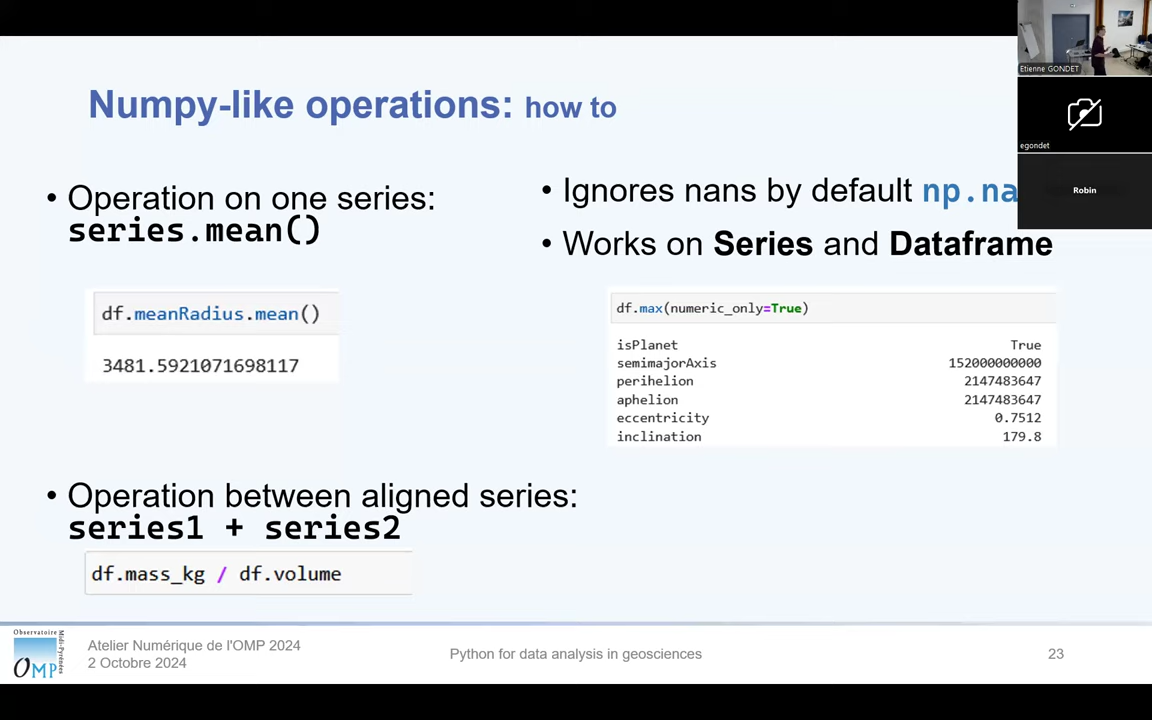 Numpy-like operations: how to
• Operation on one series:
series.mean()
df.meanRadius.mean()
3481.5921071698117
• Operation between aligned series:
series1 + series2
df.mass_kg / df.volume
• Ignores nans by default np.na
• Works on Series and Dataframe
df.max(numeric_only=True)
isPlanet True
semimajorAxis 152000000000
perihelion 2147483647
aphelion 2147483647
eccentricity 0.7512
inclination 179.8
Etienne GONDET
egondet
Robin
Observatoire
Midi-Pyrénées
OMP
Atelier Numérique de l'OMP 2024
2 Octobre 2024
Python for data analysis in geosciences
23